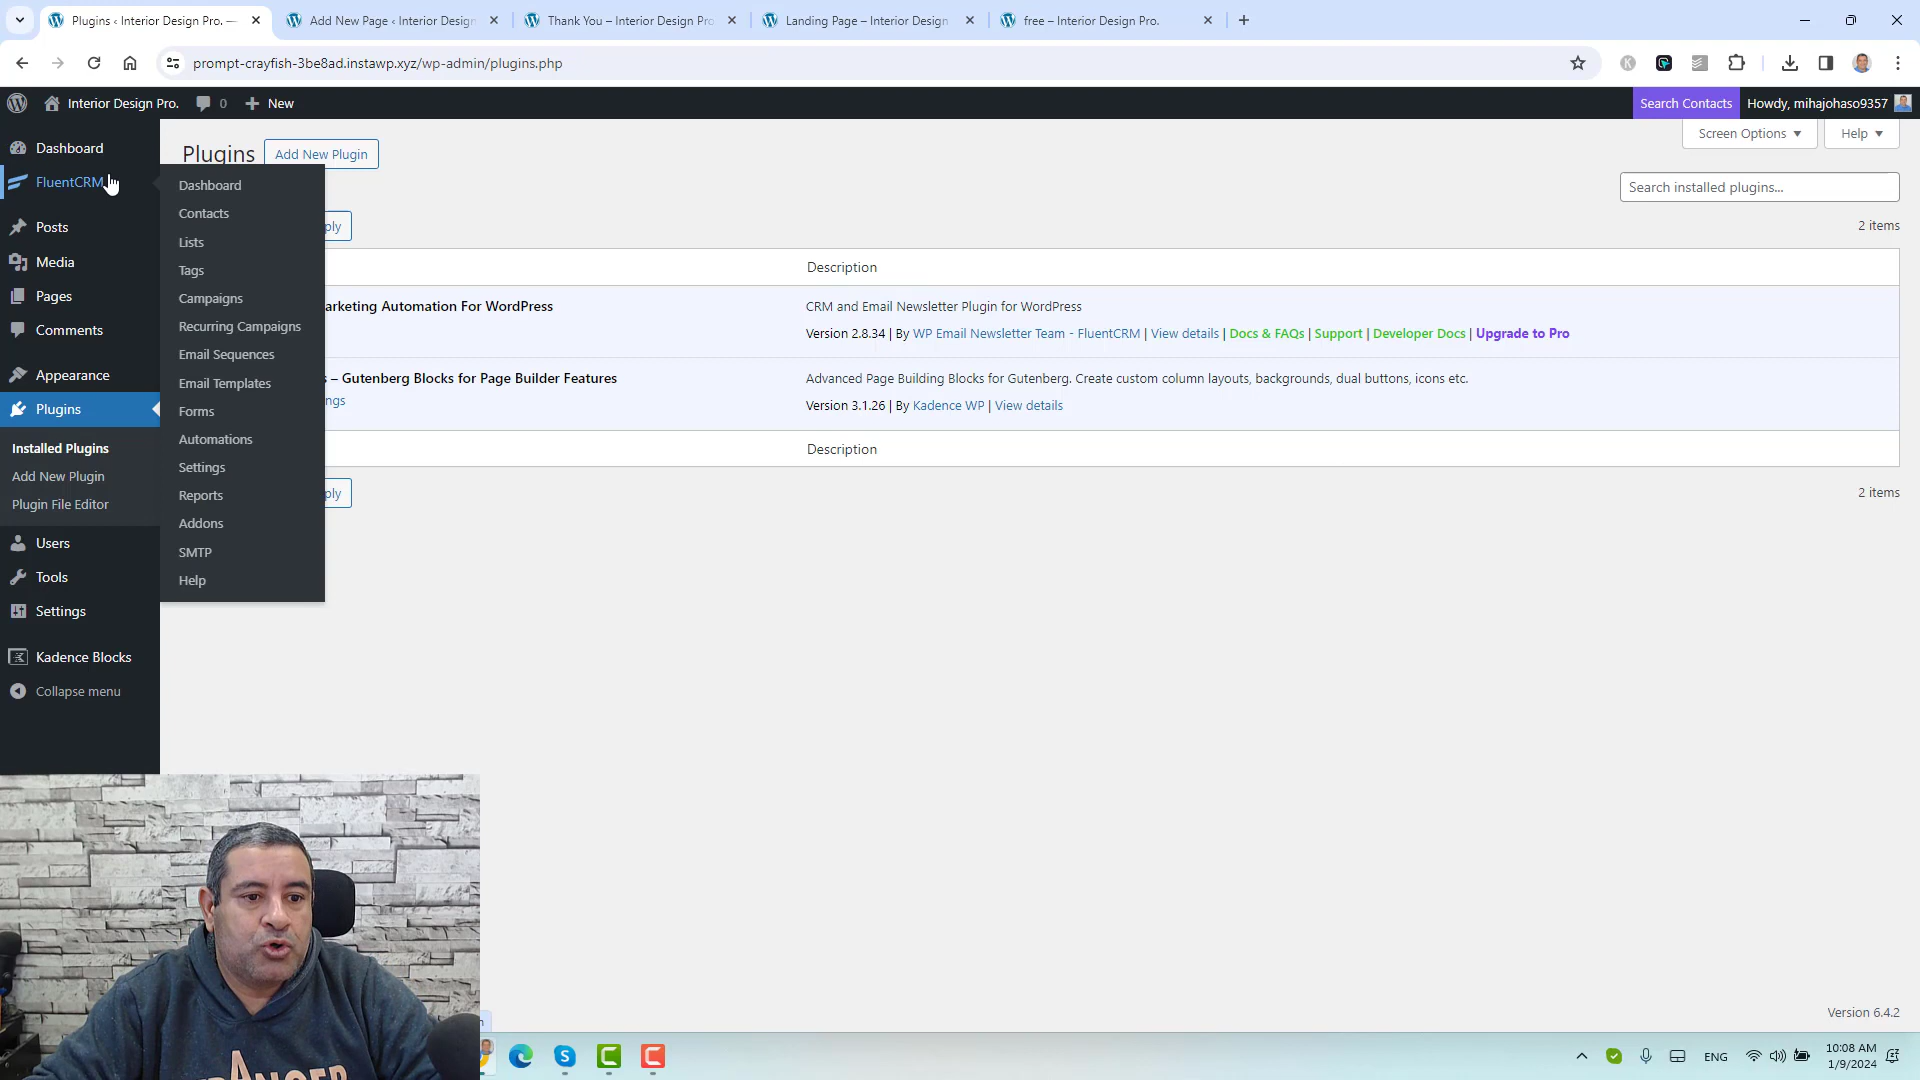 Plugins ‹ Interior Design Pro. —
Add New Page ‹ Interior Design
Thank You – Interior Design Pro
Landing Page – Interior Design
free – Interior Design Pro.
prompt-crayfish-3be8ad.instawp.xyz/wp-admin/plugins.php
Interior Design Pro.
0
New
Search Contacts
Howdy, mihajohaso9357
Dashboard
FluentCRM
Posts
Media
Pages
Comments
Appearance
Plugins
Installed Plugins
Add New Plugin
Plugin File Editor
Users
Tools
Settings
Kadence Blocks
Collapse menu
Dashboard
Contacts
Lists
Tags
Campaigns
Recurring Campaigns
Email Sequences
Email Templates
Forms
Automations
Settings
Reports
Addons
SMTP
Help
Plugins
Add New Plugin
Screen Options
Help
Search installed plugins...
ply
2 items
Description
arketing Automation For WordPress
CRM and Email Newsletter Plugin for WordPress
Version 2.8.34 | By WP Email Newsletter Team - FluentCRM | View details | Docs & FAQs | Support | Developer Docs | Upgrade to Pro
s – Gutenberg Blocks for Page Builder Features
ngs
Advanced Page Building Blocks for Gutenberg. Create custom column layouts, backgrounds, dual buttons, icons etc.
Version 3.1.26 | By Kadence WP | View details
Description
ply
2 items
Version 6.4.2
ENG
10:08 AM
1/9/2024